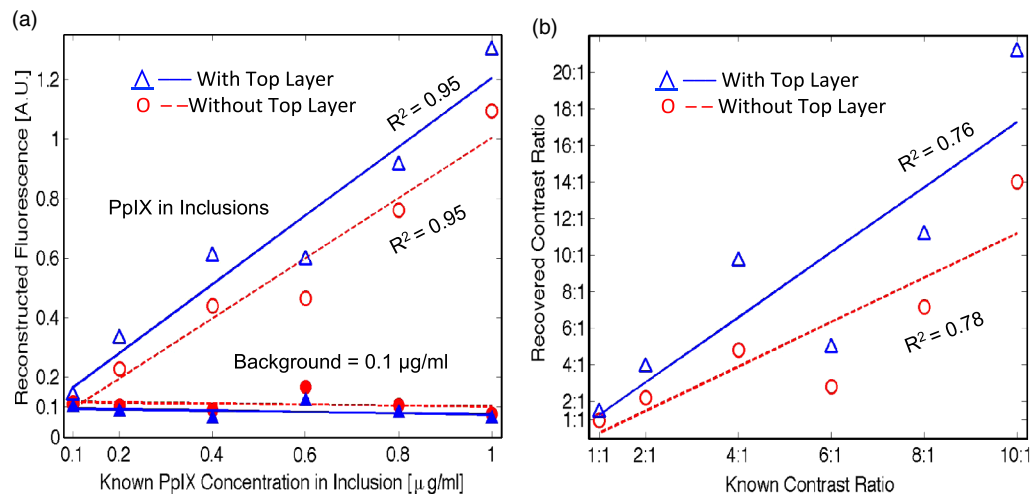 (a)
Reconstructed Fluorescence [A.U.]
1.2
1
0.8
0.6
0.4
0.2
0.1
0
With Top Layer
Without Top Layer
R² = 0.95
PpIX in Inclusions
R² = 0.95
Background = 0.1 µg/ml
0.1 0.2 0.4 0.6 0.8 1
Known PpIX Concentration in Inclusion [µg/ml]
(b)
Recovered Contrast Ratio
20:1
18:1
16:1
14:1
12:1
10:1
8:1
6:1
4:1
2:1
1:1
With Top Layer
Without Top Layer
R² = 0.76
R² = 0.78
1:1 2:1 4:1 6:1 8:1 10:1
Known Contrast Ratio